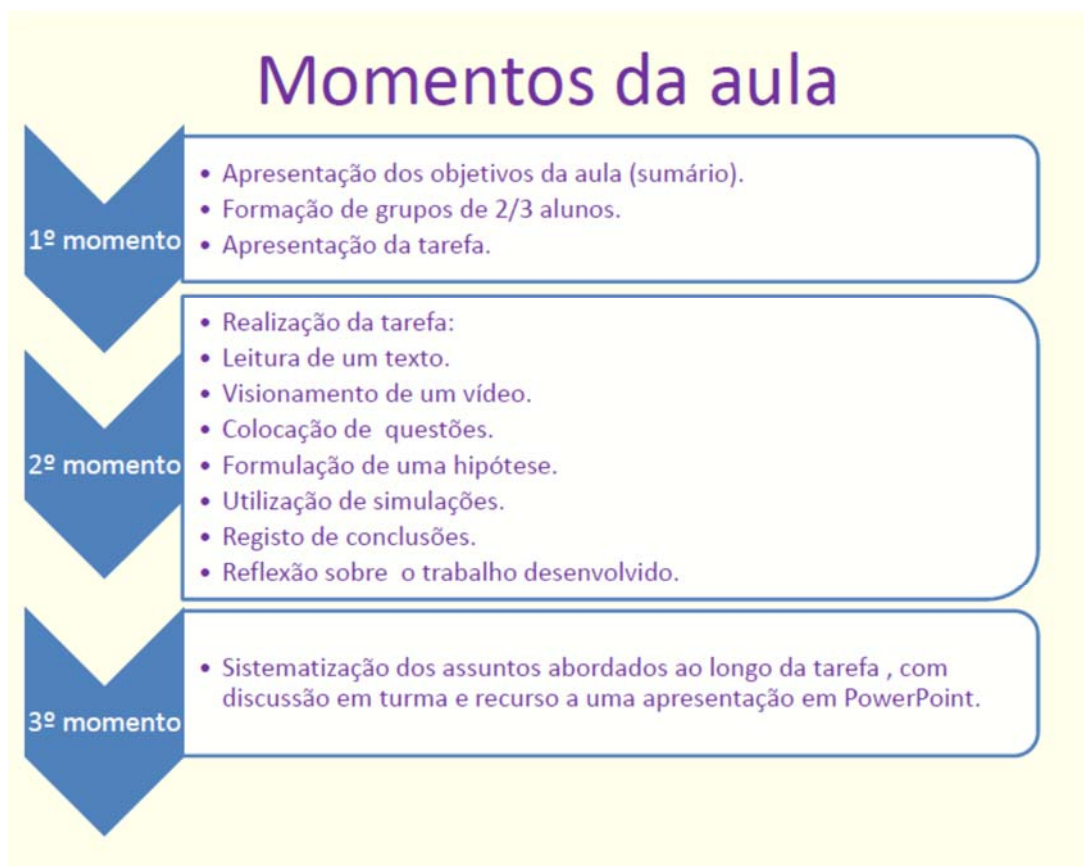 Momentos da aula
1º momento
• Apresentação dos objetivos da aula (sumário).
• Formação de grupos de 2/3 alunos.
• Apresentação da tarefa.
2º momento
• Realização da tarefa:
• Leitura de um texto.
• Visionamento de um vídeo.
• Colocação de questões.
• Formulação de uma hipótese.
• Utilização de simulações.
• Registo de conclusões.
• Reflexão sobre o trabalho desenvolvido.
3º momento
• Sistematização dos assuntos abordados ao longo da tarefa , com
discussão em turma e recurso a uma apresentação em PowerPoint.